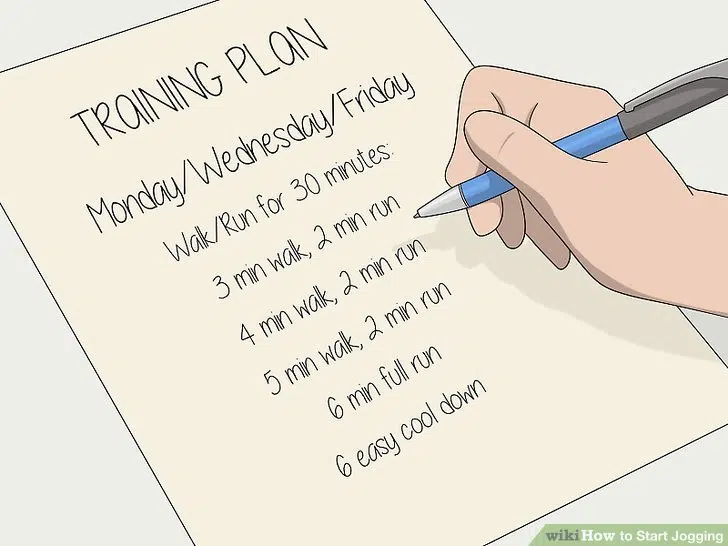 TRAINING PLAN
Monday/Wednesday/Friday
Walk/Run for 30 minutes:
3 min walk, 2 min run
4 min walk, 2 min run
5 min walk, 2 min run
6 min full run
6 easy cool down
wikiHow to Start Jogging